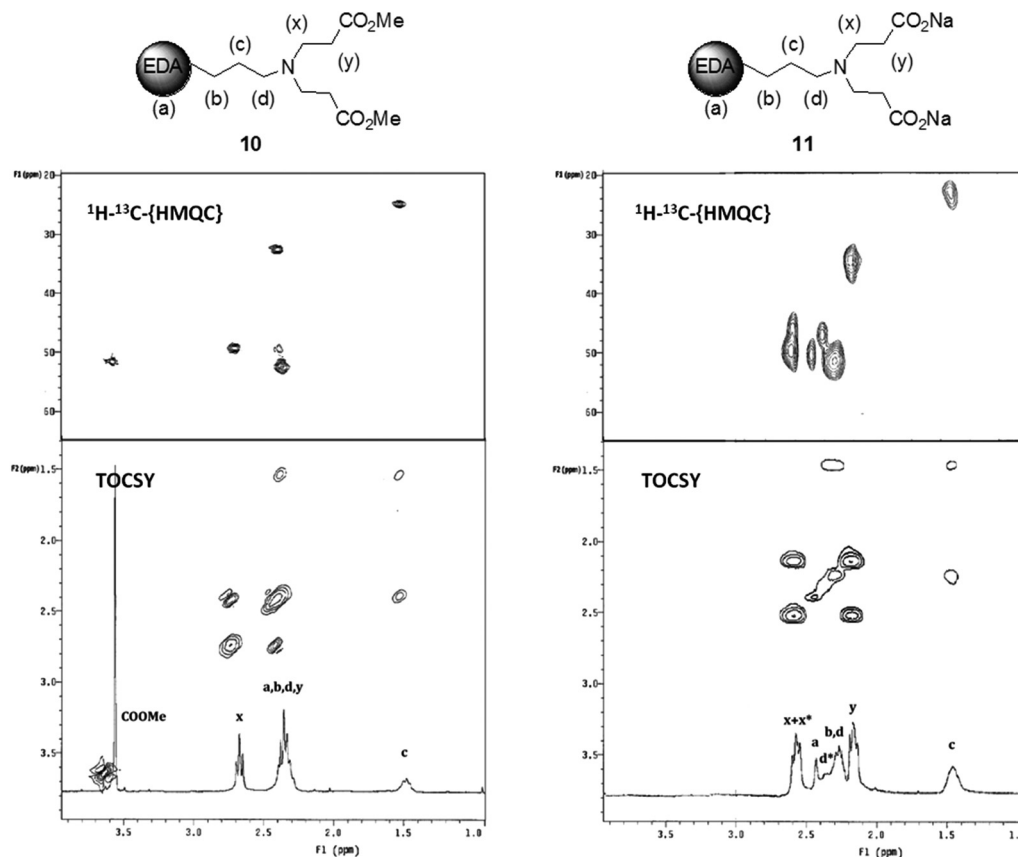 CO₂Me
(x)
(c)
EDA
N
(y)
(a)
(b)
(d)
CO₂Me
10
CO₂Na
(x)
(c)
EDA
N
(y)
(a)
(b)
(d)
CO₂Na
11
F1 (ppm) 20
¹H-¹³C-{HMQC}
30
40
50
60
F2 (ppm) 1.5
TOCSY
2.0
2.5
3.0
3.5
COOMe
x
a,b,d,y
c
3.5 3.0 2.5 2.0 1.5 1.0
F1 (ppm)
F1 (ppm) 20
¹H-¹³C-{HMQC}
30
40
50
60
F2 (ppm) 1.5
TOCSY
2.0
2.5
3.0
3.5
x+x*
a
d*
b,d
y
c
3.5 3.0 2.5 2.0 1.5 1.0
F1 (ppm)